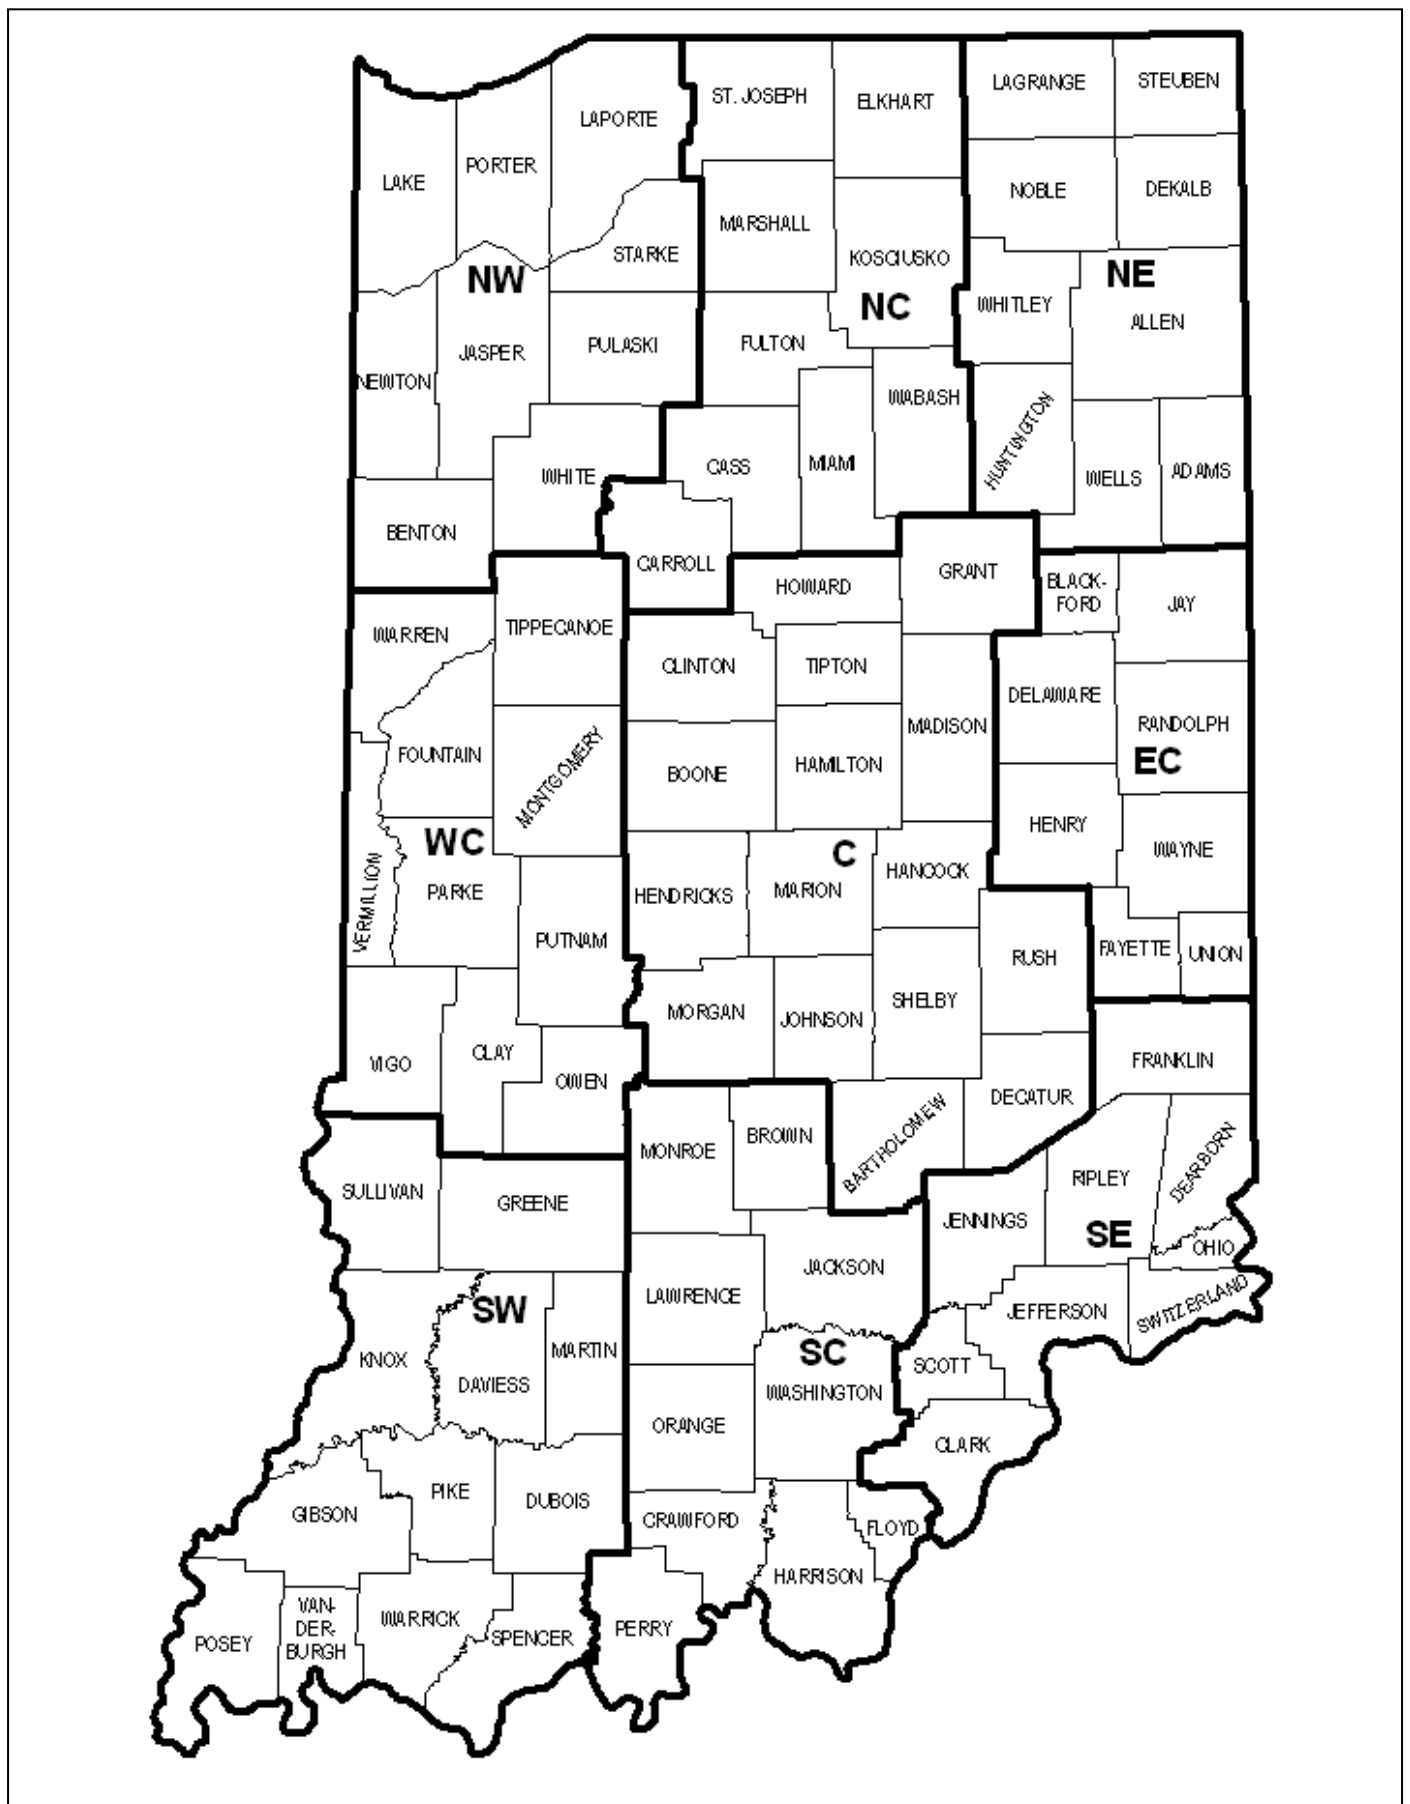 ST. JOSEPH
ELKHART
LAGRANGE
STEUBEN
LAPORTE
PORTER
LAKE
NOBLE
DEKALB
MARSHALL
STARKE
KOSCIUSKO
NW
NC
NE
WHITLEY
ALLEN
JASPER
PULASKI
FULTON
NEWTON
WABASH
HUNTINGTON
WHITE
CASS
MIAMI
WELLS
ADAMS
BENTON
CARROLL
HOWARD
GRANT
BLACK-
FORD
JAY
WARREN
TIPPECANOE
CLINTON
TIPTON
DELAWARE
MADISON
RANDOLPH
FOUNTAIN
MONTGOMERY
BOONE
HAMILTON
EC
HENRY
WC
C
WAYNE
VERMILLION
PARKE
HENDRICKS
MARION
HANCOCK
PUTNAM
RUSH
FAYETTE
UNION
MORGAN
JOHNSON
SHELBY
VIGO
CLAY
OWEN
FRANKLIN
DECATUR
MONROE
BROWN
BARTHOLOMEW
DEARBORN
SULLIVAN
GREENE
RIPLEY
JENNINGS
SE
OHIO
JACKSON
LAWRENCE
SW
JEFFERSON
SWITZERLAND
KNOX
DAVIESS
MARTIN
SC
SCOTT
WASHINGTON
ORANGE
CLARK
GIBSON
PIKE
DUBOIS
CRAWFORD
FLOYD
HARRISON
POSEY
VAN-
DER-
BURGH
WARRICK
SPENCER
PERRY